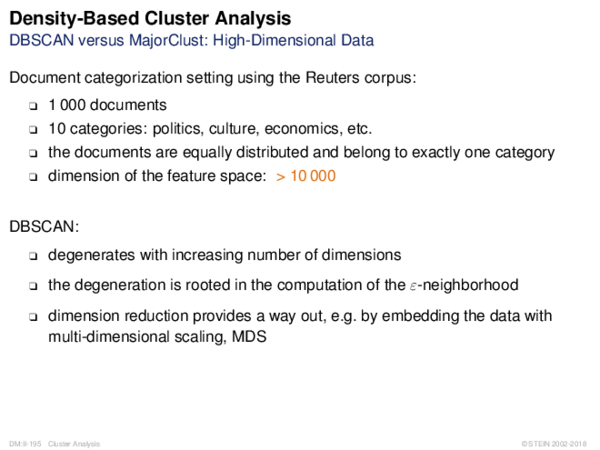 Density-Based Cluster Analysis
DBSCAN versus MajorClust: High-Dimensional Data
Document categorization setting using the Reuters corpus:
❑ 1 000 documents
❑ 10 categories: politics, culture, economics, etc.
❑ the documents are equally distributed and belong to exactly one category
❑ dimension of the feature space: > 10 000
DBSCAN:
❑ degenerates with increasing number of dimensions
❑ the degeneration is rooted in the computation of the ε-neighborhood
❑ dimension reduction provides a way out, e.g. by embedding the data with
multi-dimensional scaling, MDS
DM:II-195 Cluster Analysis
© STEIN 2002-2018